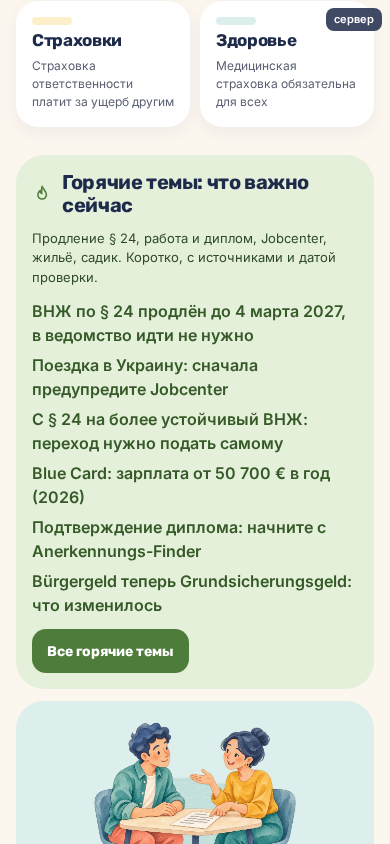 сервер
Страховки
Страховка
ответственности
платит за ущерб другим
Здоровье
Медицинская
страховка обязательна
для всех
Горячие темы: что важно
сейчас
Продление § 24, работа и диплом, Jobcenter,
жильё, садик. Коротко, с источниками и датой
проверки.
ВНЖ по § 24 продлён до 4 марта 2027,
в ведомство идти не нужно
Поездка в Украину: сначала
предупредите Jobcenter
С § 24 на более устойчивый ВНЖ:
переход нужно подать самому
Blue Card: зарплата от 50 700 € в год
(2026)
Подтверждение диплома: начните с
Anerkennungs-Finder
Bürgergeld теперь Grundsicherungsgeld:
что изменилось
Все горячие темы